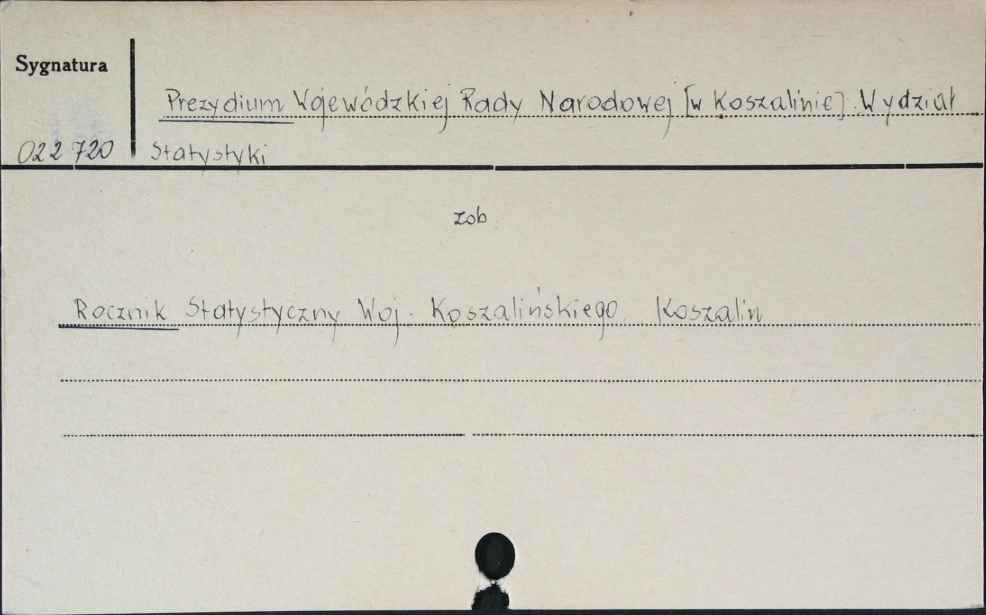 Sygnatura
Prezydium Wojewódzkiej Rady Narodowej [w Koszalinie]. Wydział
022 720 Statystyki
zob.
Rocznik Statystyczny Woj. Koszalińskiego. Koszalin